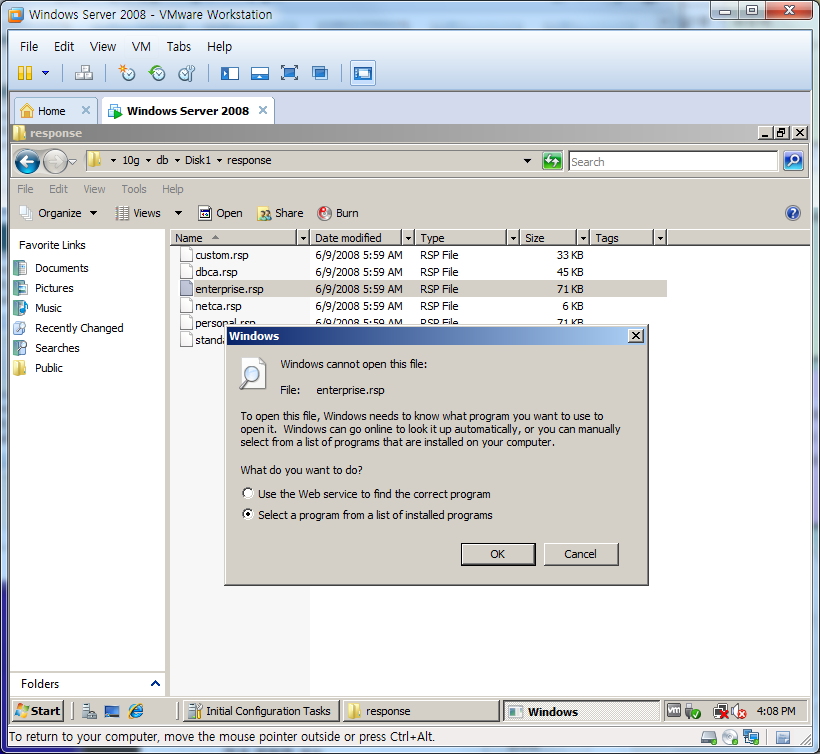 Windows Server 2008 - VMware Workstation
File Edit View VM Tabs Help
Home Windows Server 2008
response
10g db Disk1 response Search
File Edit View Tools Help
Organize Views Open Share Burn
Name Date modified Type Size Tags
Favorite Links
Documents
Pictures
Music
Recently Changed
Searches
Public
custom.rsp 6/9/2008 5:59 AM RSP File 33 KB
dbca.rsp 6/9/2008 5:59 AM RSP File 45 KB
enterprise.rsp 6/9/2008 5:59 AM RSP File 71 KB
netca.rsp 6/9/2008 5:59 AM RSP File 6 KB
personal.rsp 6/9/2008 5:59 AM RSP File 71 KB
standa
Windows
Windows cannot open this file:
File: enterprise.rsp
To open this file, Windows needs to know what program you want to use to
open it. Windows can go online to look it up automatically, or you can manually
select from a list of programs that are installed on your computer.
What do you want to do?
Use the Web service to find the correct program
Select a program from a list of installed programs
OK Cancel
Folders
Start Initial Configuration Tasks response Windows vm 4:08 PM
To return to your computer, move the mouse pointer outside or press Ctrl+Alt.